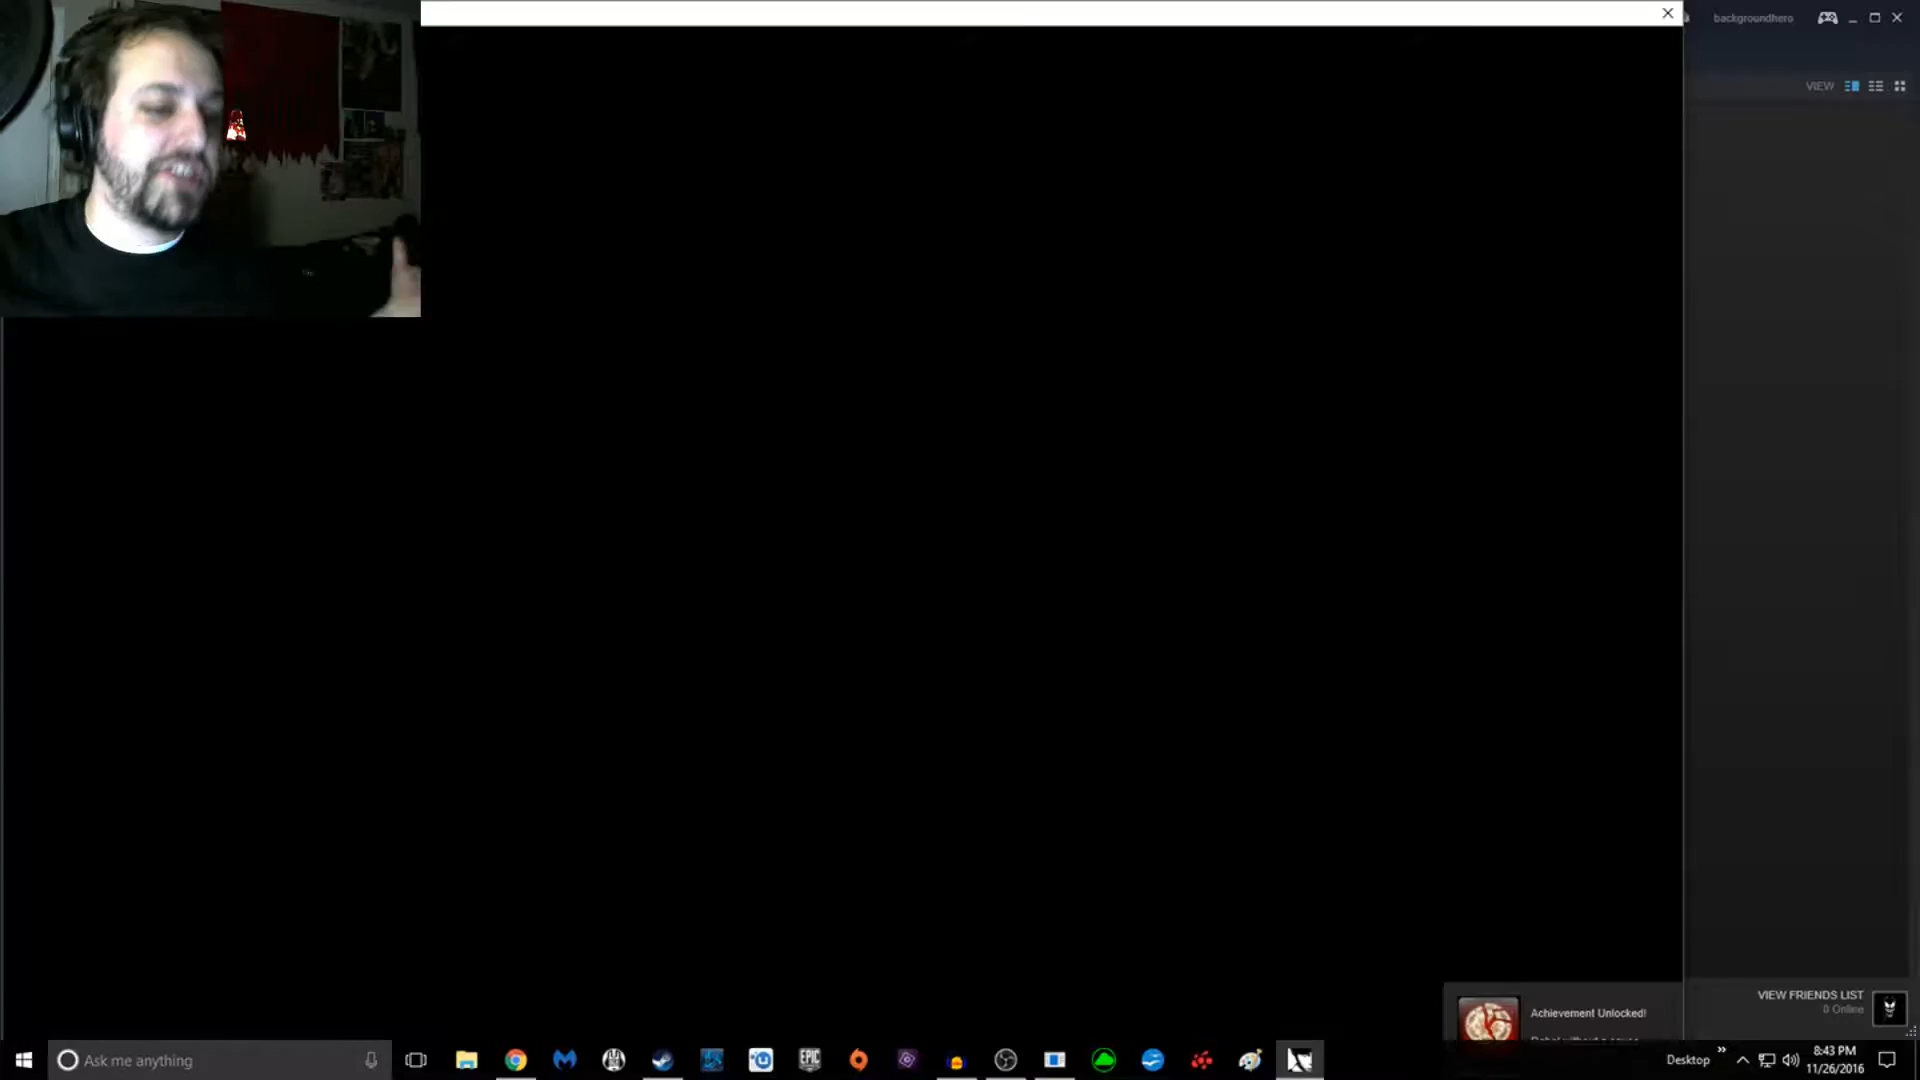 backgroundhero
VIEW
VIEW FRIENDS LIST
0 Online
Achievement Unlocked!
Ask me anything
EPIC
Desktop
8:43 PM
11/26/2016